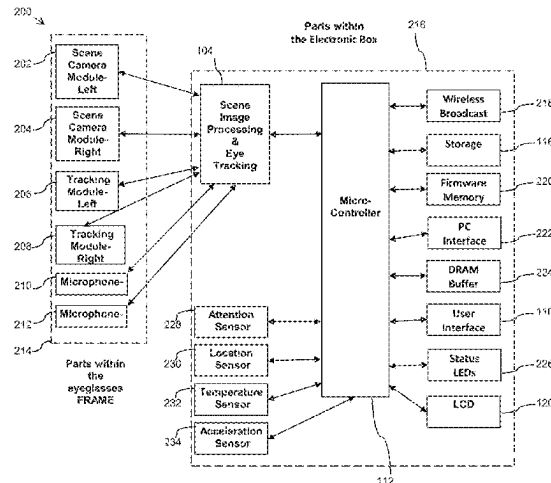 200
Parts within
the Electronic Box
216
202
Scene
Camera
Module-
Left
104
Scene
Image
Processing
&
Eye
Tracking
204
Scene
Camera
Module-
Right
206
Tracking
Module-
Left
208
Tracking
Module-
Right
210
Microphone-
212
Microphone-
214
Parts within
the
eyeglasses
FRAME
Micro-
Controller
112
228
Attention
Sensor
230
Location
Sensor
232
Temperature
Sensor
234
Acceleration
Sensor
Wireless
Broadcast
218
Storage
116
Firmware
Memory
220
PC
Interface
222
DRAM
Buffer
224
User
Interface
118
Status
LEDs
226
LCD
120